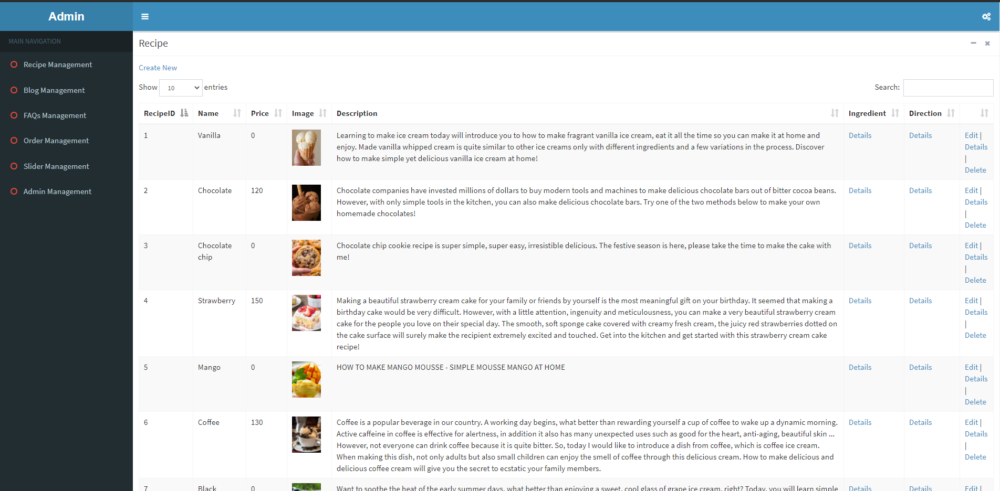 Admin
MAIN NAVIGATION
Recipe Management
Blog Management
FAQs Management
Order Management
Slider Management
Admin Management
Recipe
Create New
Show 10 entries
Search:
RecipeID Name Price Image Description Ingredient Direction
1 Vanilla 0 Learning to make ice cream today will introduce you to how to make fragrant vanilla ice cream, eat it all the time so you can make it at home and Details Details Edit |
enjoy. Made vanilla whipped cream is quite similar to other ice creams only with different ingredients and a few variations in the process. Discover Details
how to make simple yet delicious vanilla ice cream at home! |
Delete
2 Chocolate 120 Chocolate companies have invested millions of dollars to buy modern tools and machines to make delicious chocolate bars out of bitter cocoa beans. Details Details Edit |
However, with only simple tools in the kitchen, you can also make delicious chocolate bars. Try one of the two methods below to make your own Details
homemade chocolates! |
Delete
3 Chocolate 0 Chocolate chip cookie recipe is super simple, super easy, irresistible delicious. The festive season is here, please take the time to make the cake with Details Details Edit |
chip me! Details
|
Delete
4 Strawberry 150 Making a beautiful strawberry cream cake for your family or friends by yourself is the most meaningful gift on your birthday. It seemed that making a Details Details Edit |
birthday cake would be very difficult. However, with a little attention, ingenuity and meticulousness, you can make a very beautiful strawberry cream Details
cake for the people you love on their special day. The smooth, soft sponge cake covered with creamy fresh cream, the juicy red strawberries dotted on |
the cake surface will surely make the recipient extremely excited and touched. Get into the kitchen and get started with this strawberry cream cake Delete
recipe!
5 Mango 0 HOW TO MAKE MANGO MOUSSE - SIMPLE MOUSSE MANGO AT HOME Details Details Edit |
Details
|
Delete
6 Coffee 130 Coffee is a popular beverage in our country. A working day begins, what better than rewarding yourself a cup of coffee to wake up a dynamic morning. Details Details Edit |
Active caffeine in coffee is effective for alertness, in addition it also has many unexpected uses such as good for the heart, anti-aging, beautiful skin ... Details
However, not everyone can drink coffee because it is quite bitter. So, today I would like to introduce a dish from coffee, which is coffee ice cream. |
When making this dish, not only adults but also small children can enjoy the smell of coffee through this delicious cream. How to make delicious and Delete
delicious coffee cream will give you the secret to ecstatic your family members.
7 Black 0 Want to soothe the heat of the early summer days, what better than enjoying a sweet, cool glass of grape ice cream, right? Today, you will learn simple Details Details Edit |